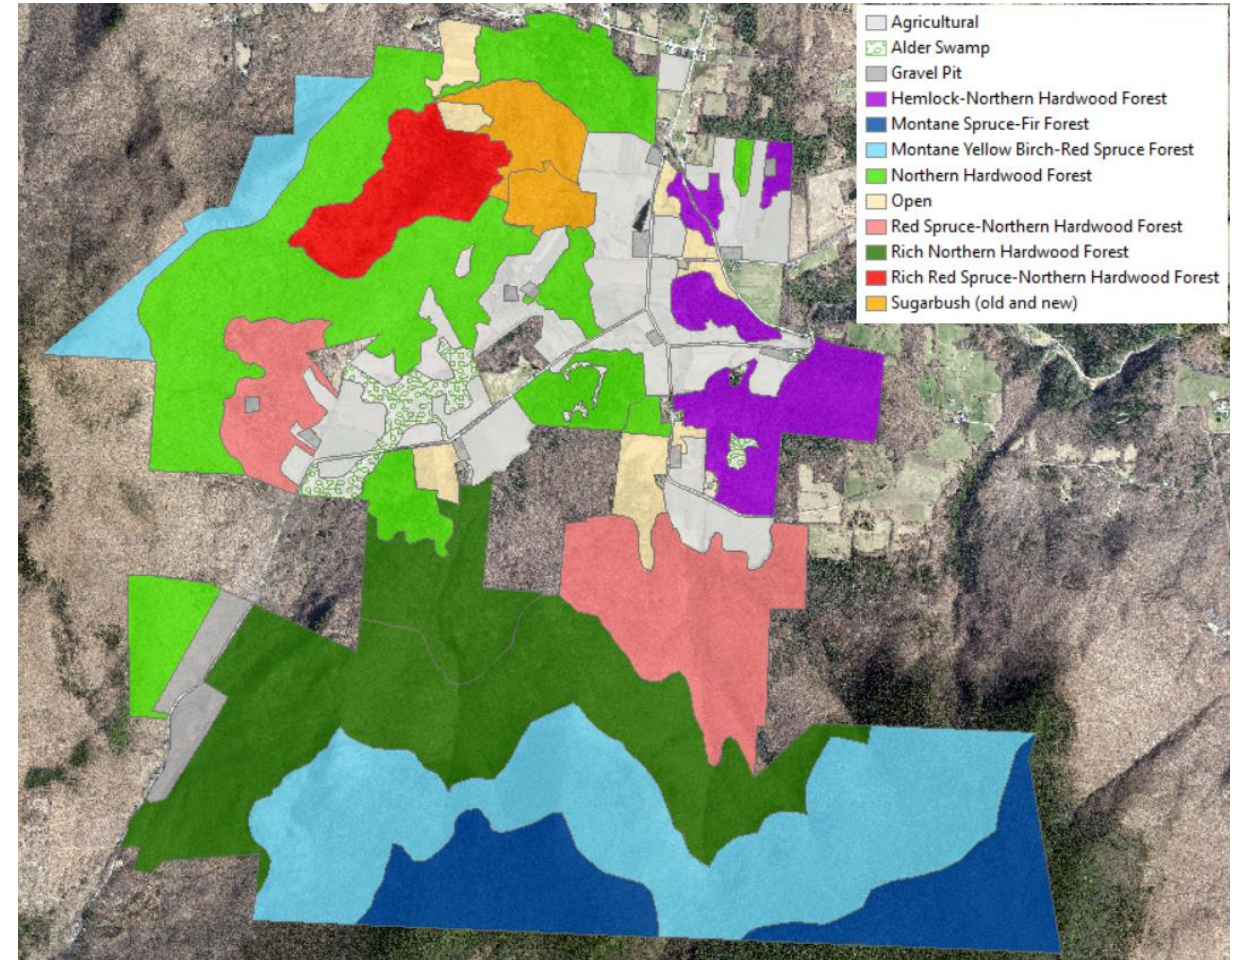 Agricultural
Alder Swamp
Gravel Pit
Hemlock-Northern Hardwood Forest
Montane Spruce-Fir Forest
Montane Yellow Birch-Red Spruce Forest
Northern Hardwood Forest
Open
Red Spruce-Northern Hardwood Forest
Rich Northern Hardwood Forest
Rich Red Spruce-Northern Hardwood Forest
Sugarbush (old and new)